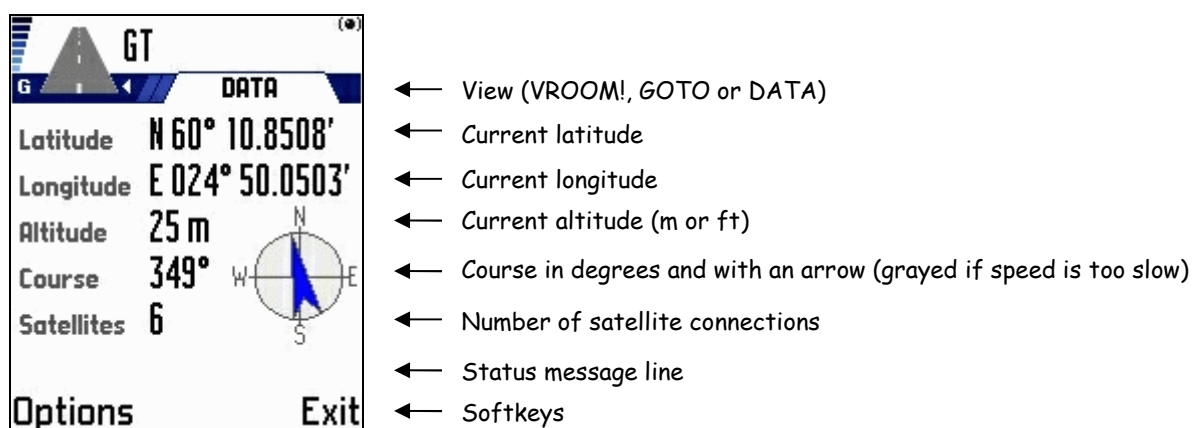 GT
G DATA View (VROOM!, GOTO or DATA)
Latitude N 60° 10.8508' Current latitude
Longitude E 024° 50.0503' Current longitude
Altitude 25 m Current altitude (m or ft)
N
Course 349° W E Course in degrees and with an arrow (grayed if speed is too slow)
Satellites 6 Number of satellite connections
S
Status message line
Options Exit Softkeys